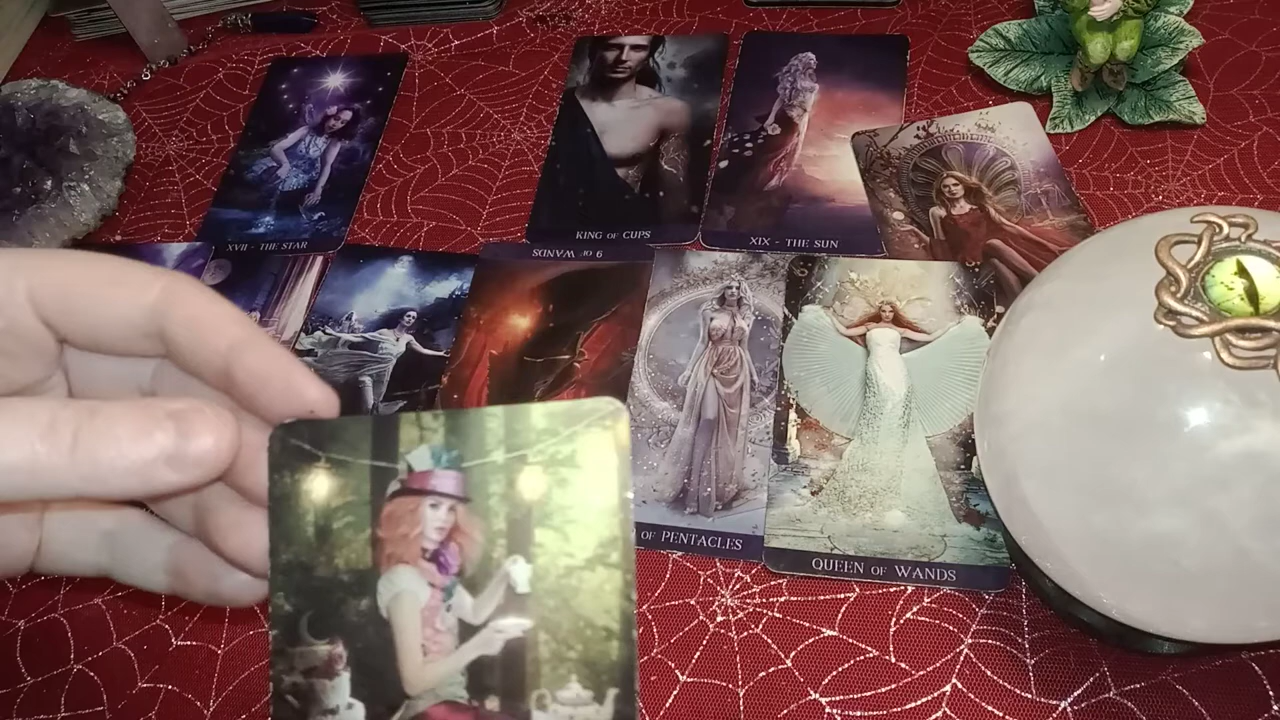 XVII - THE STAR
KING OF CUPS
XIX - THE SUN
9 OF WANDS
OF PENTACLES
QUEEN OF WANDS